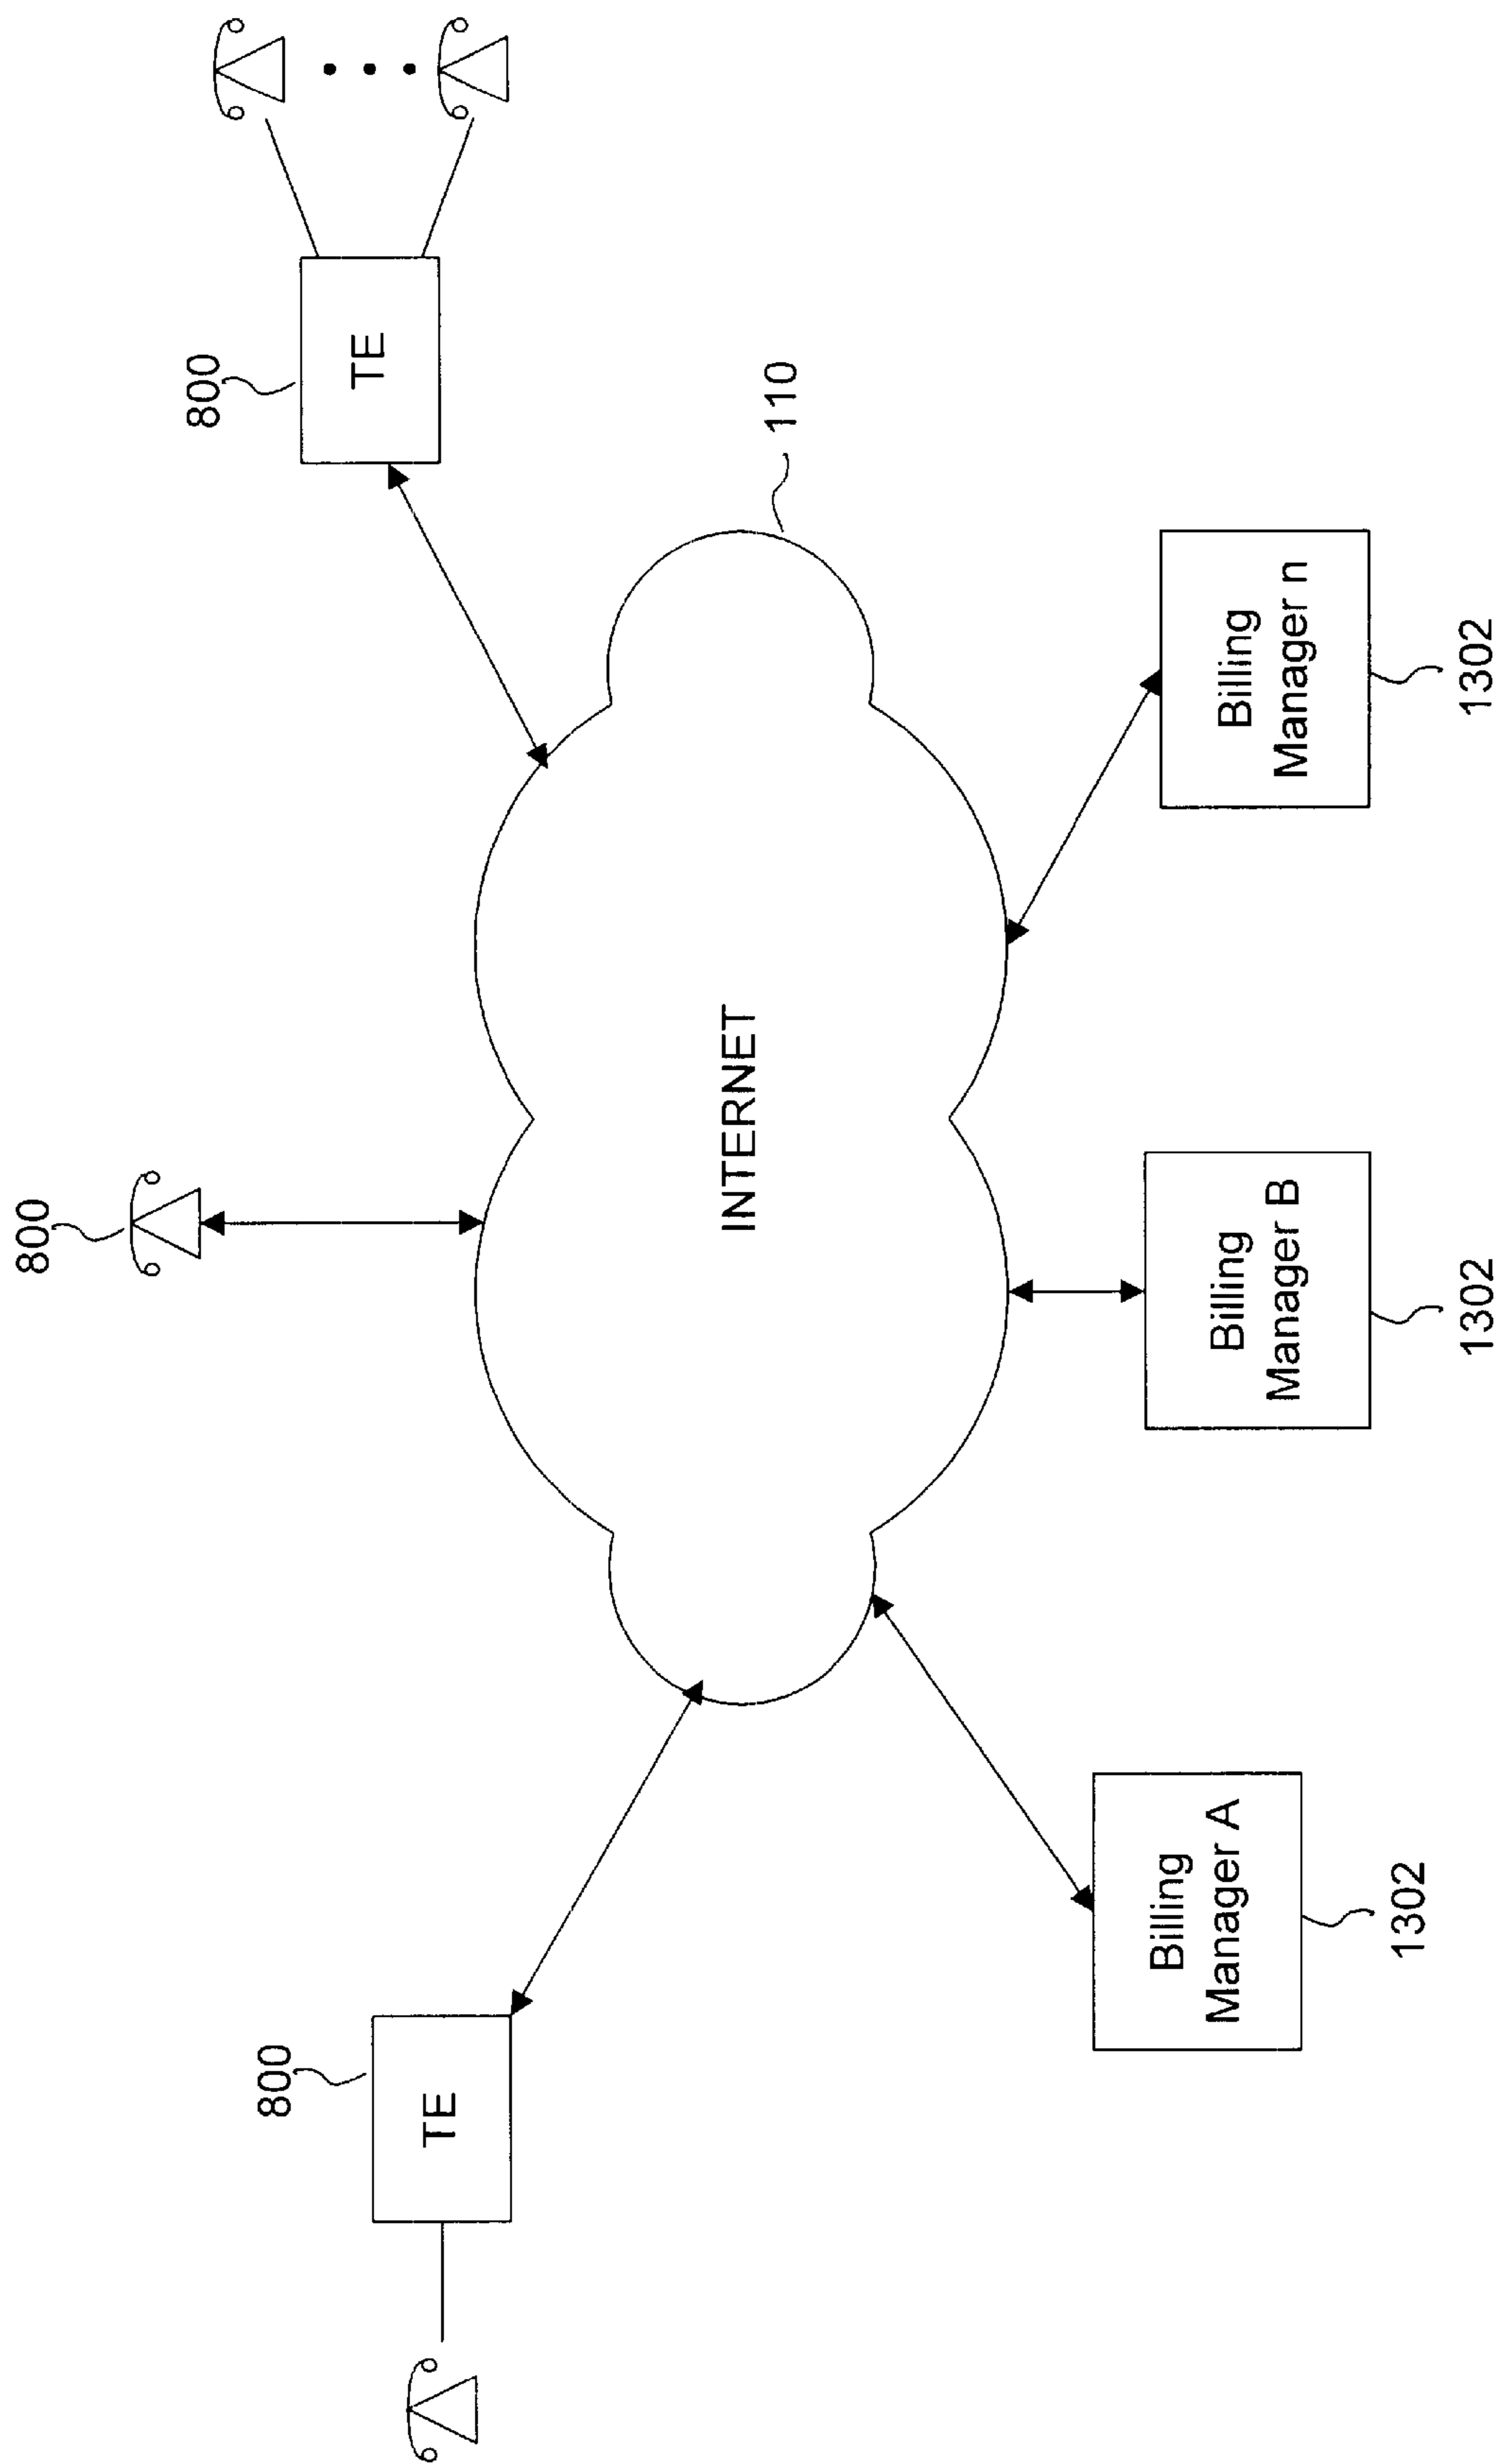 800
800
800
TE
TE
110
INTERNET
Billing
Manager A
1302
Billing
Manager B
1302
Billing
Manager n
1302